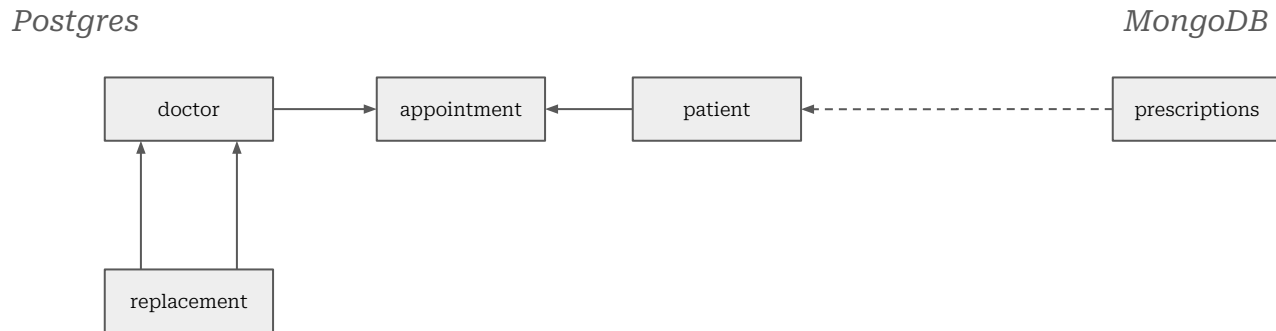 Postgres
MongoDB
doctor
appointment
patient
prescriptions
replacement